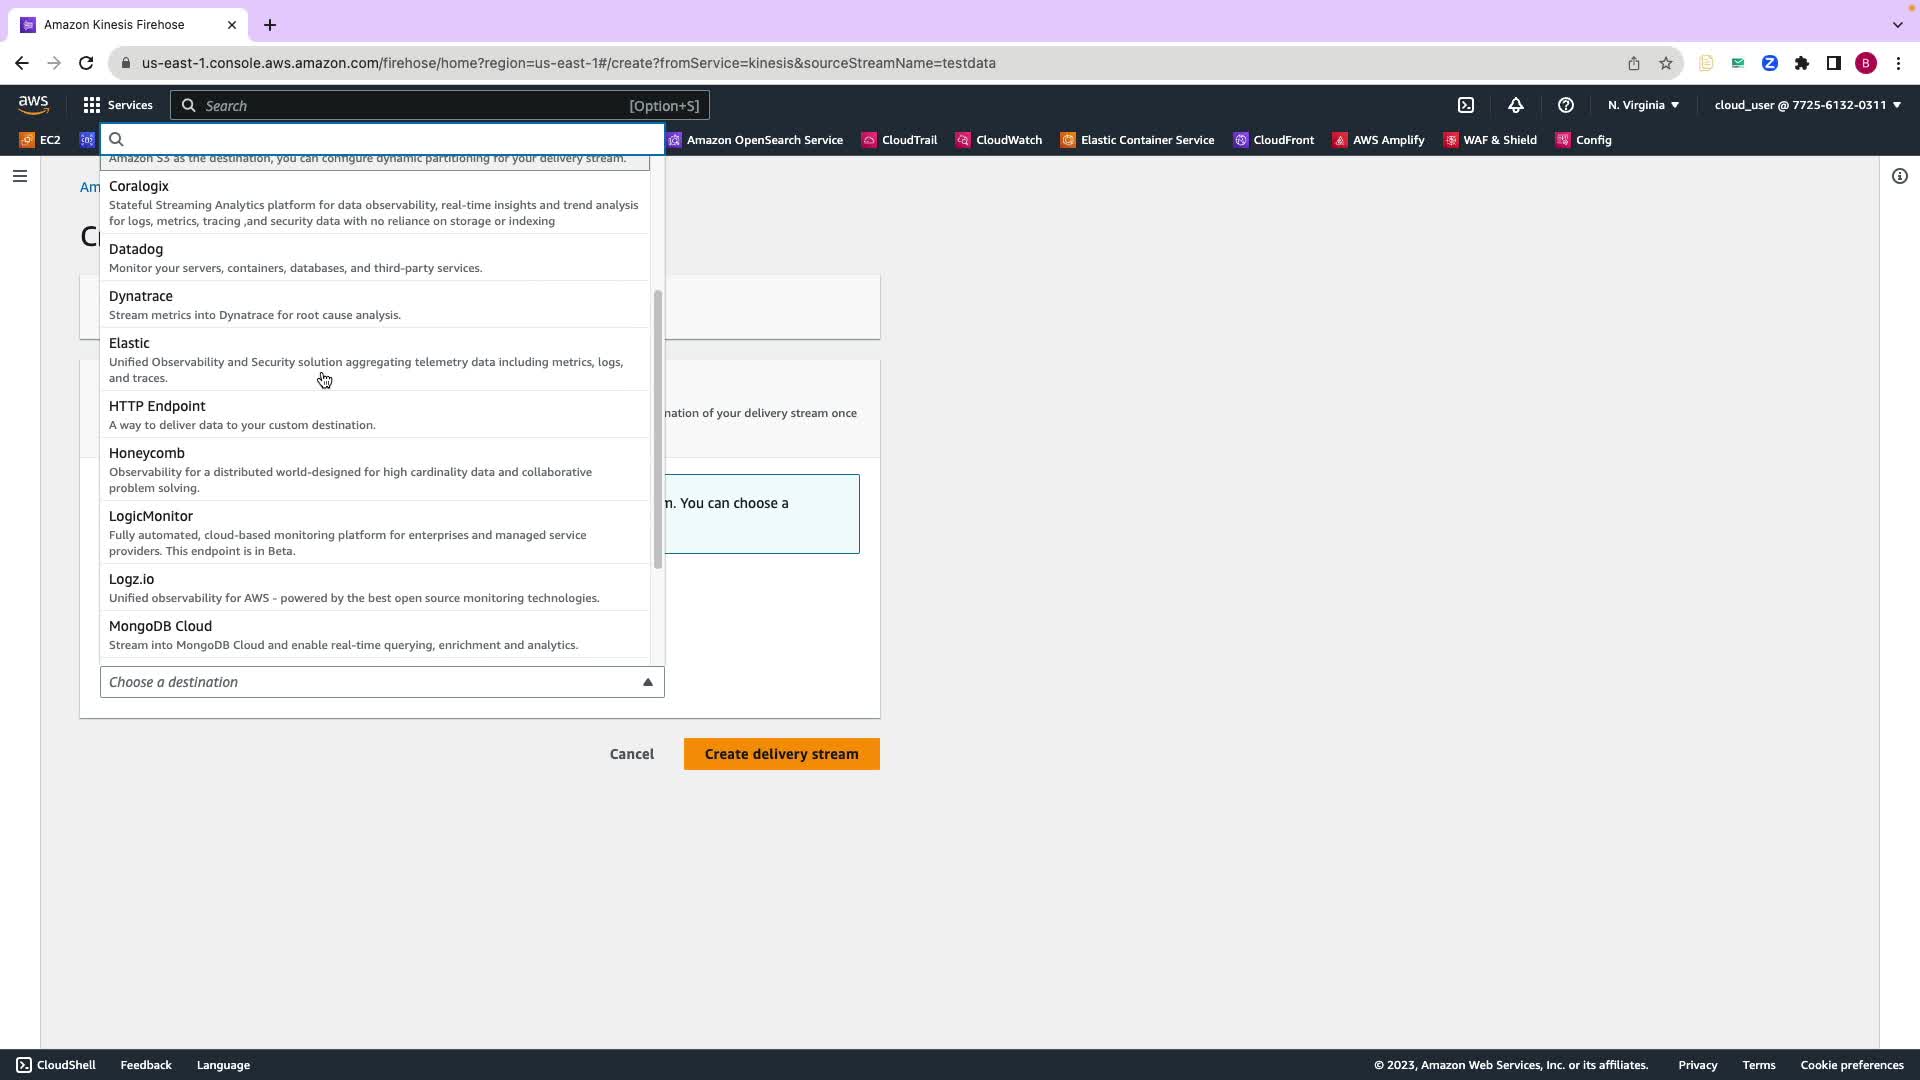 Amazon Kinesis Firehose
us-east-1.console.aws.amazon.com/firehose/home?region=us-east-1#/create?fromService=kinesis&sourceStreamName=testdata
B
aws
Services
Search
[Option+S]
N. Virginia
cloud_user @ 7725-6132-0311
EC2
Amazon OpenSearch Service
CloudTrail
CloudWatch
Elastic Container Service
CloudFront
AWS Amplify
WAF & Shield
Config
Amazon S3 as the destination, you can configure dynamic partitioning for your delivery stream.
Am
Coralogix
Stateful Streaming Analytics platform for data observability, real-time insights and trend analysis
for logs, metrics, tracing ,and security data with no reliance on storage or indexing
Datadog
Monitor your servers, containers, databases, and third-party services.
Dynatrace
Stream metrics into Dynatrace for root cause analysis.
Elastic
Unified Observability and Security solution aggregating telemetry data including metrics, logs,
and traces.
HTTP Endpoint
A way to deliver data to your custom destination.
nation of your delivery stream once
Honeycomb
Observability for a distributed world-designed for high cardinality data and collaborative
problem solving.
m. You can choose a
LogicMonitor
Fully automated, cloud-based monitoring platform for enterprises and managed service
providers. This endpoint is in Beta.
Logz.io
Unified observability for AWS - powered by the best open source monitoring technologies.
MongoDB Cloud
Stream into MongoDB Cloud and enable real-time querying, enrichment and analytics.
Choose a destination
Cancel
Create delivery stream
CloudShell
Feedback
Language
© 2023, Amazon Web Services, Inc. or its affiliates.
Privacy
Terms
Cookie preferences